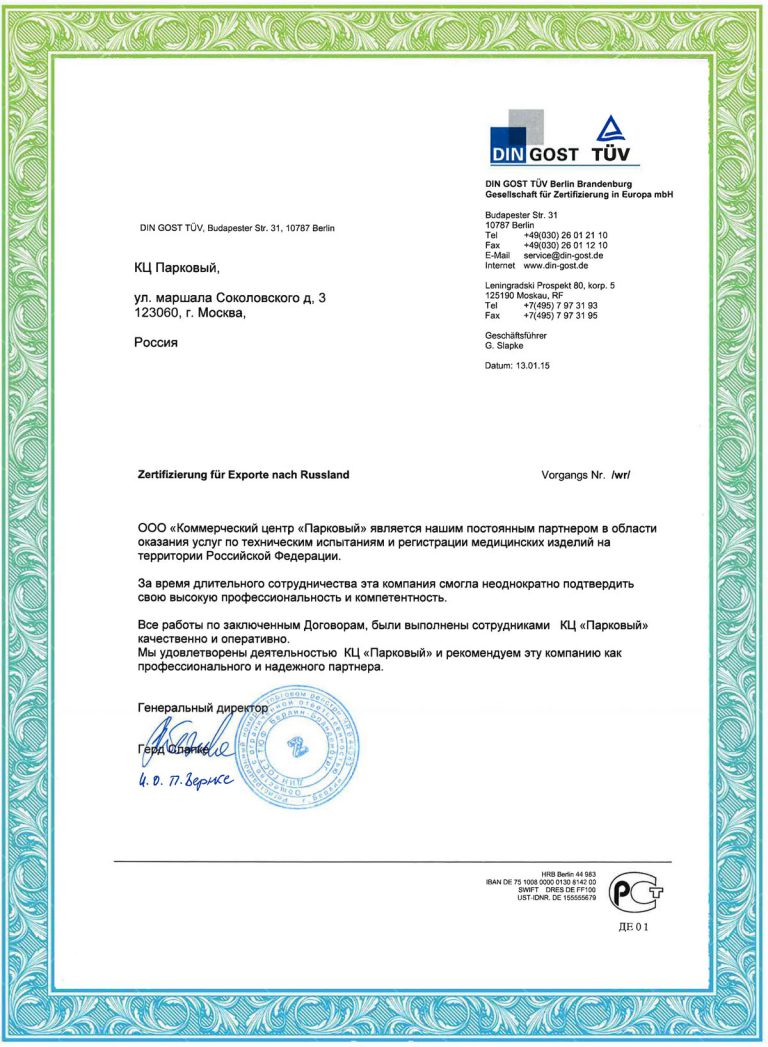 DIN GOST TÜV
DIN GOST TÜV Berlin Brandenburg
Gesellschaft für Zertifizierung in Europa mbH
Budapester Str. 31
10787 Berlin
Tel +49(030) 26 01 21 10
Fax +49(030) 26 01 12 10
E-Mail service@din-gost.de
Internet www.din-gost.de
Leningradski Prospekt 80, korp. 5
125190 Moskau, RF
Tel +7(495) 7 97 31 93
Fax +7(495) 7 97 31 95
Geschäftsführer
G. Slapke
Datum: 13.01.15
DIN GOST TÜV, Budapester Str. 31, 10787 Berlin
КЦ Парковый,
ул. маршала Соколовского д, 3
123060, г. Москва,
Россия
Zertifizierung für Exporte nach Russland Vorgangs Nr. /wr/
ООО «Коммерческий центр «Парковый» является нашим постоянным партнером в области
оказания услуг по техническим испытаниям и регистрации медицинских изделий на
территории Российской Федерации.
За время длительного сотрудничества эта компания смогла неоднократно подтвердить
свою высокую профессиональность и компетентность.
Все работы по заключенным Договорам, были выполнены сотрудниками КЦ «Парковый»
качественно и оперативно.
Мы удовлетворены деятельностью КЦ «Парковый» и рекомендуем эту компанию как
профессионального и надежного партнера.
Генеральный директор
Герд Слапке
И.О. П.Вернке
HRB Berlin 44 983
IBAN DE 75 1008 0000 0130 8142 00
SWIFT DRES DE FF100
UST-IDNR. DE 155555679
РСТ
ДЕ 0 1